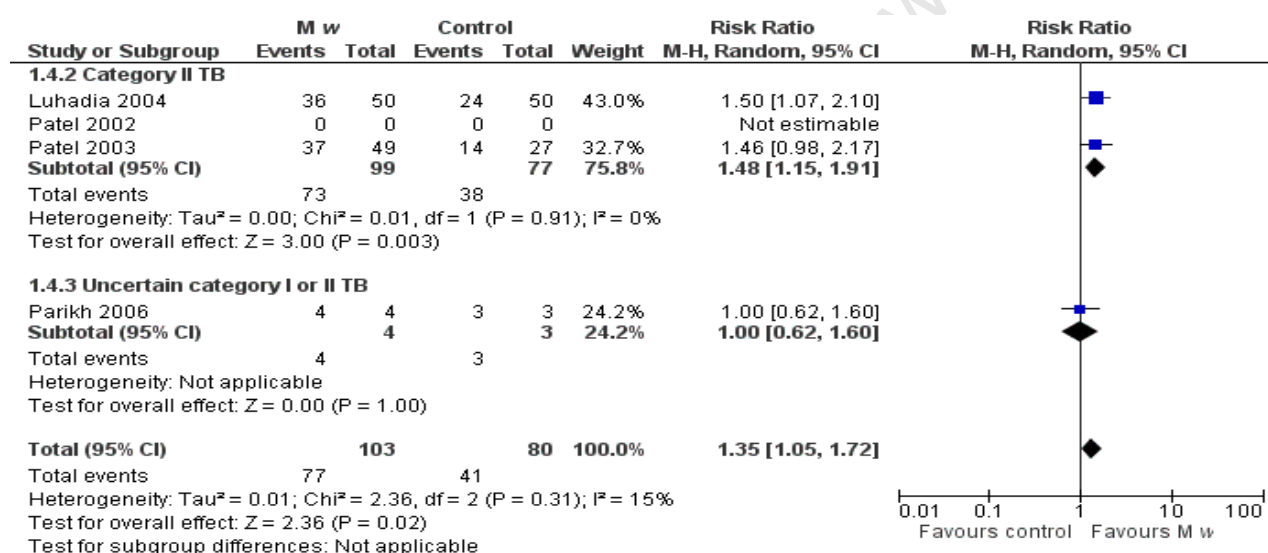 M w Control Risk Ratio Risk Ratio
Study or Subgroup Events Total Events Total Weight M-H, Random, 95% CI M-H, Random, 95% CI
1.4.2 Category II TB
Luhadia 2004 36 50 24 50 43.0% 1.50 [1.07, 2.10]
Patel 2002 0 0 0 0 Not estimable
Patel 2003 37 49 14 27 32.7% 1.46 [0.98, 2.17]
Subtotal (95% CI) 99 77 75.8% 1.48 [1.15, 1.91]
Total events 73 38
Heterogeneity: Tau² = 0.00; Chi² = 0.01, df = 1 (P = 0.91); I² = 0%
Test for overall effect: Z = 3.00 (P = 0.003)
1.4.3 Uncertain category I or II TB
Parikh 2006 4 4 3 3 24.2% 1.00 [0.62, 1.60]
Subtotal (95% CI) 4 3 24.2% 1.00 [0.62, 1.60]
Total events 4 3
Heterogeneity: Not applicable
Test for overall effect: Z = 0.00 (P = 1.00)
Total (95% CI) 103 80 100.0% 1.35 [1.05, 1.72]
Total events 77 41
Heterogeneity: Tau² = 0.01; Chi² = 2.36, df = 2 (P = 0.31); I² = 15%
Test for overall effect: Z = 2.36 (P = 0.02)
Test for subgroup differences: Not applicable
0.01 0.1 1 10 100
Favours control Favours M w